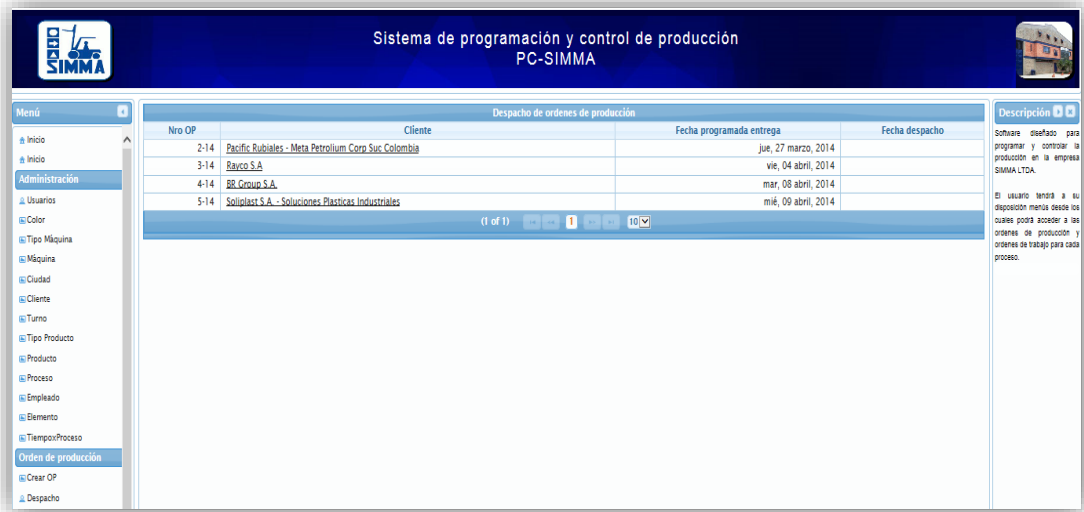 SIMMA
Sistema de programación y control de producción
PC-SIMMA
Menú
Inicio
Inicio
Administración
Usuarios
Color
Tipo Máquina
Máquina
Ciudad
Cliente
Turno
Tipo Producto
Producto
Proceso
Empleado
Elemento
TiempoxProceso
Orden de producción
Crear OP
Despacho
Despacho de ordenes de producción
Nro OP Cliente Fecha programada entrega Fecha despacho
2-14 Pacific Rubiales - Meta Petrolium Corp Suc Colombia jue, 27 marzo, 2014
3-14 Rayco S.A vie, 04 abril, 2014
4-14 BR Group S.A. mar, 08 abril, 2014
5-14 Soliplast S.A. - Soluciones Plasticas Industriales mié, 09 abril, 2014
(1 of 1) 1 10
Descripción
Software diseñado para
programar y controlar la
producción en la empresa
SIMMA LTDA.
El usuario tendrá a su
disposición menús desde los
cuales podrá acceder a las
ordenes de producción y
ordenes de trabajo para cada
proceso.